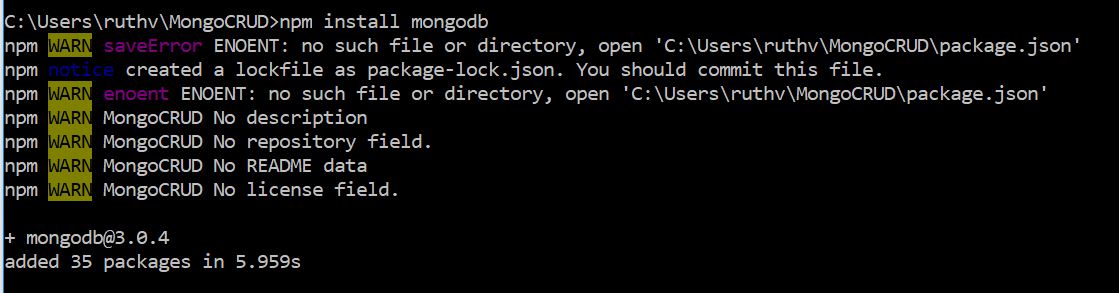 C:\Users\ruthv\MongoCRUD>npm install mongodb
npm WARN saveError ENOENT: no such file or directory, open 'C:\Users\ruthv\MongoCRUD\package.json'
npm notice created a lockfile as package-lock.json. You should commit this file.
npm WARN enoent ENOENT: no such file or directory, open 'C:\Users\ruthv\MongoCRUD\package.json'
npm WARN MongoCRUD No description
npm WARN MongoCRUD No repository field.
npm WARN MongoCRUD No README data
npm WARN MongoCRUD No license field.
+ mongodb@3.0.4
added 35 packages in 5.959s